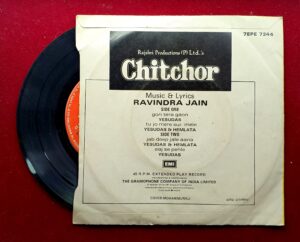 Rajshri Productions (P) Ltd.'s
7EPE 7244
Chitchor
Music & Lyrics
RAVINDRA JAIN
SIDE ONE
gori tera gaon
YESUDAS
tu jo mere sur mein
YESUDAS & HEMLATA
SIDE TWO
jab deep jale aana
YESUDAS & HEMLATA
aaj se pehle
YESUDAS
EMI
45 R.P.M. EXTENDED PLAY RECORD
THE GRAMOPHONE COMPANY OF INDIA LIMITED